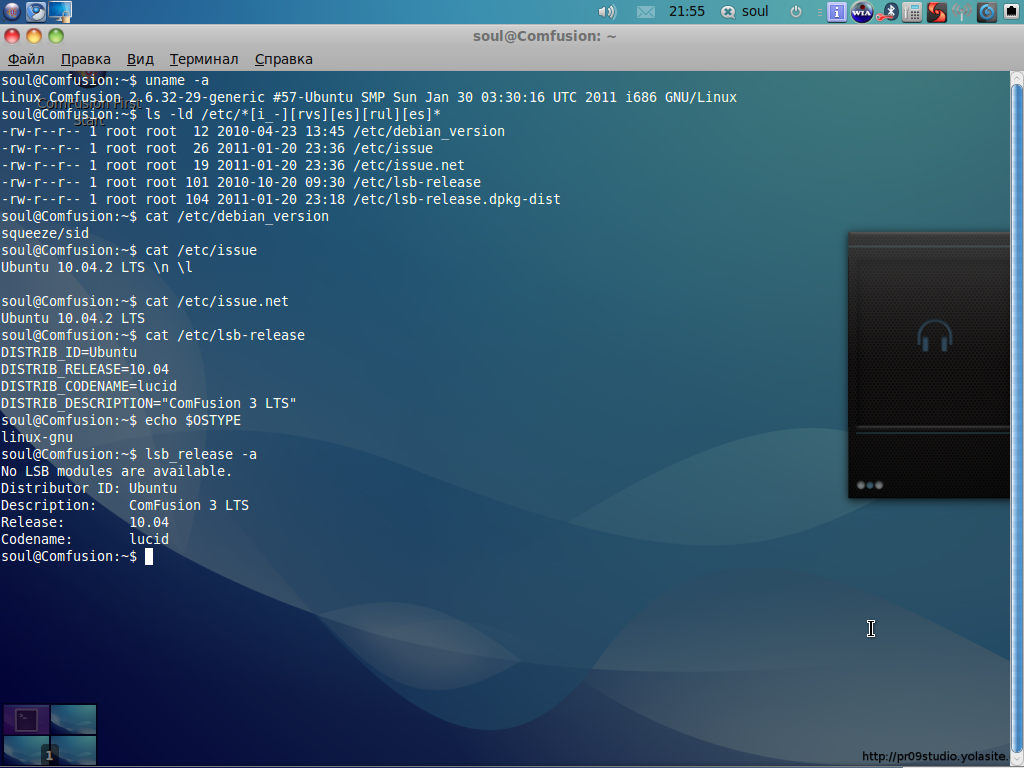 21:55 soul
i WIA
soul@Comfusion: ~
Файл Правка Вид Терминал Справка
soul@Comfusion:~$ uname -a
Linux Comfusion 2.6.32-29-generic #57-Ubuntu SMP Sun Jan 30 03:30:16 UTC 2011 i686 GNU/Linux
ComFusion First
Start
soul@Comfusion:~$ ls -ld /etc/*[i_-][rvs][es][rul][es]*
-rw-r--r-- 1 root root  12 2010-04-23 13:45 /etc/debian_version
-rw-r--r-- 1 root root  26 2011-01-20 23:36 /etc/issue
-rw-r--r-- 1 root root  19 2011-01-20 23:36 /etc/issue.net
-rw-r--r-- 1 root root 101 2010-10-20 09:30 /etc/lsb-release
-rw-r--r-- 1 root root 104 2011-01-20 23:18 /etc/lsb-release.dpkg-dist
soul@Comfusion:~$ cat /etc/debian_version
squeeze/sid
soul@Comfusion:~$ cat /etc/issue
Ubuntu 10.04.2 LTS \n \l
soul@Comfusion:~$ cat /etc/issue.net
Ubuntu 10.04.2 LTS
soul@Comfusion:~$ cat /etc/lsb-release
DISTRIB_ID=Ubuntu
DISTRIB_RELEASE=10.04
DISTRIB_CODENAME=lucid
DISTRIB_DESCRIPTION="ComFusion 3 LTS"
soul@Comfusion:~$ echo $OSTYPE
linux-gnu
soul@Comfusion:~$ lsb_release -a
No LSB modules are available.
Distributor ID: Ubuntu
Description:    ComFusion 3 LTS
Release:        10.04
Codename:       lucid
soul@Comfusion:~$
1
http://pr09studio.yolasite.